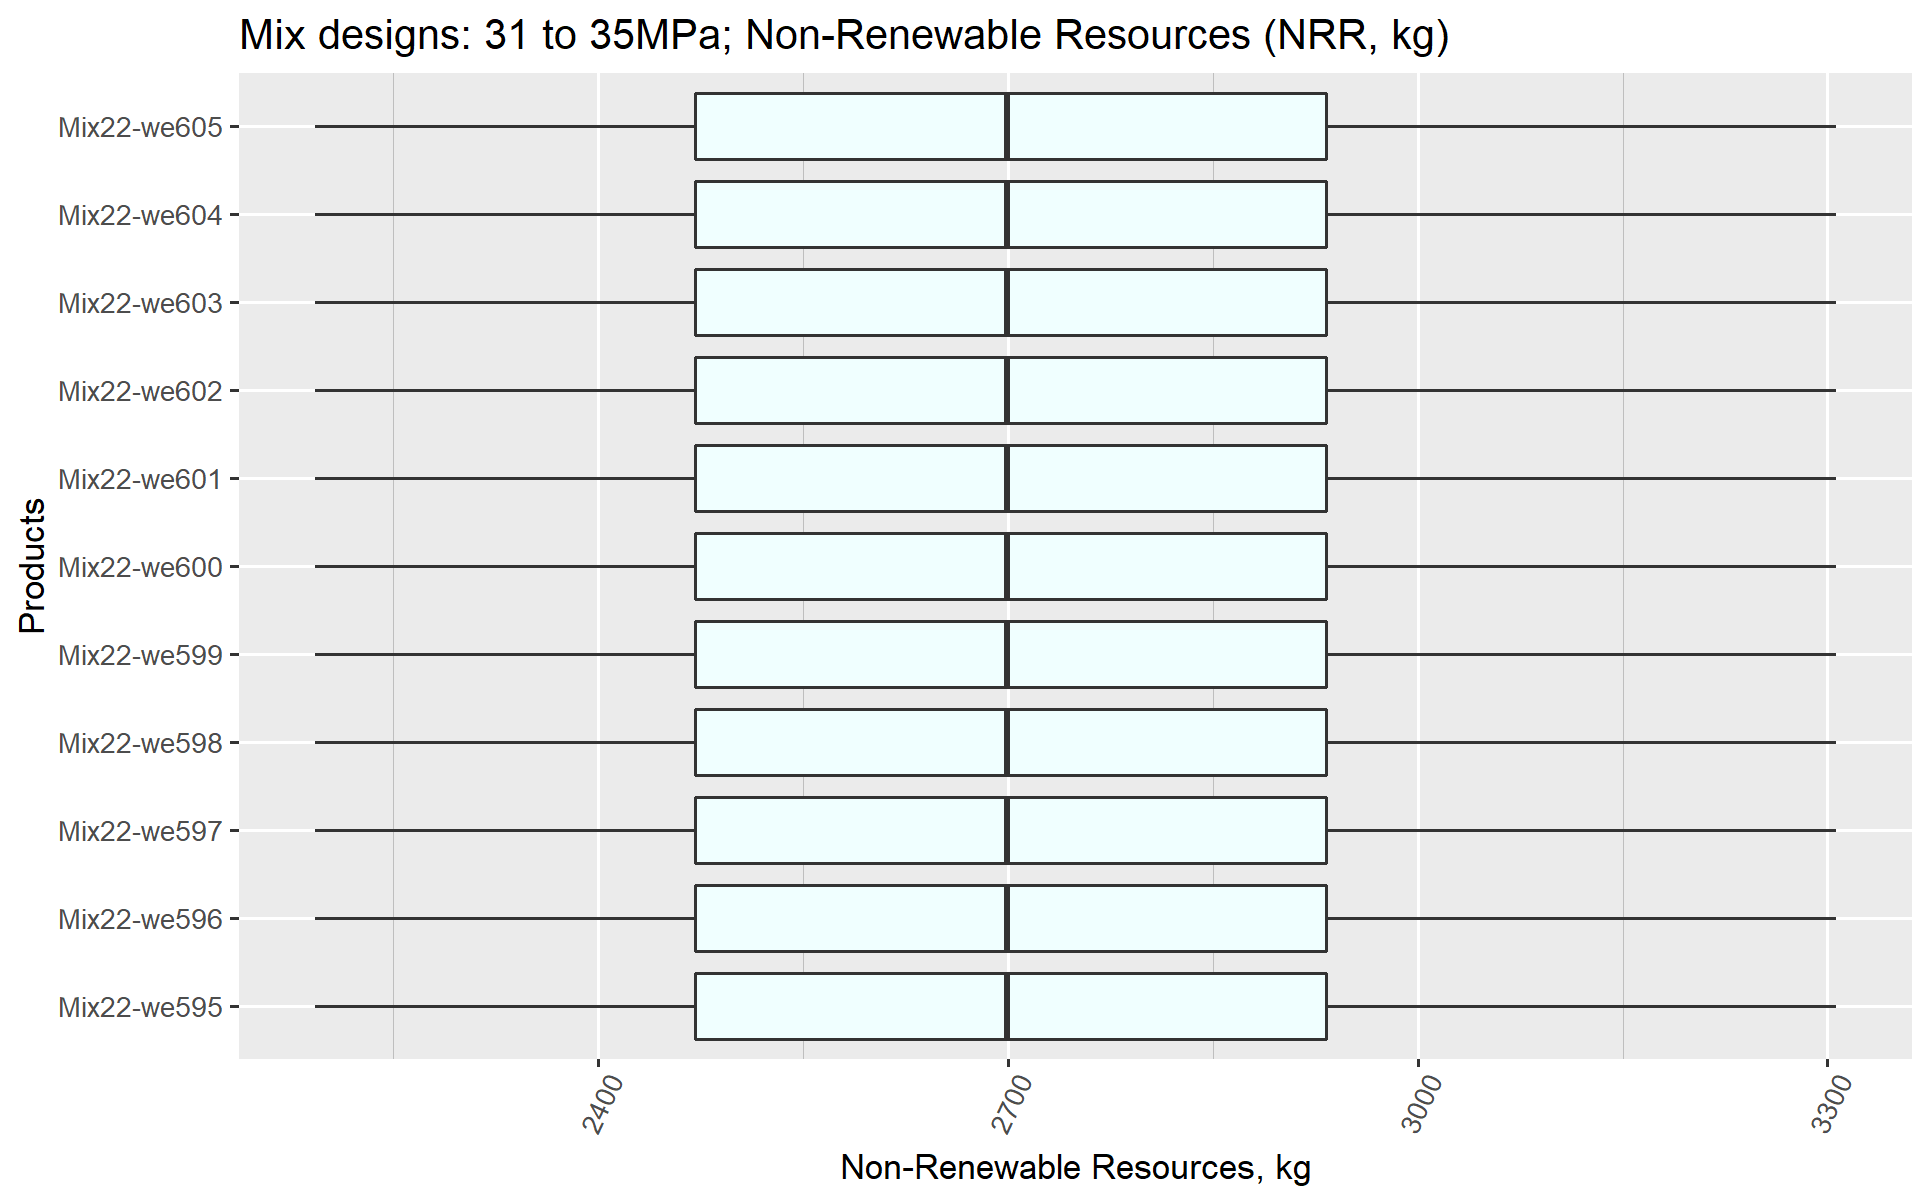 Mix designs: 31 to 35MPa; Non-Renewable Resources (NRR, kg)
Mix22-we605
Mix22-we604
Mix22-we603
Mix22-we602
Mix22-we601
Mix22-we600
Mix22-we599
Mix22-we598
Mix22-we597
Mix22-we596
Mix22-we595
Products
2400
2700
3000
3300
Non-Renewable Resources, kg